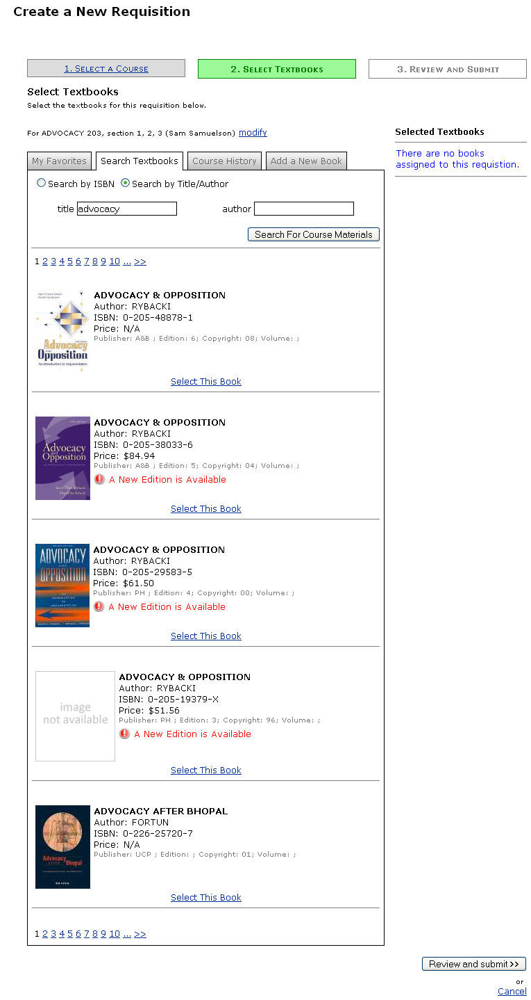 Create a New Requisition
1. Select a Course
2. Select Textbooks
3. Review and Submit
Select Textbooks
Select the textbooks for this requisition below.
For ADVOCACY 203, section 1, 2, 3 (Sam Samuelson) modify
My Favorites
Search Textbooks
Course History
Add a New Book
Search by ISBN
Search by Title/Author
title advocacy
author
Search For Course Materials
1 2 3 4 5 6 7 8 9 10 ... >>
Advocacy
and
Opposition
An Introduction to Argumentation
ADVOCACY & OPPOSITION
Author: RYBACKI
ISBN: 0-205-48878-1
Price: N/A
Publisher: A&B ; Edition: 6; Copyright: 08; Volume: ;
Select This Book
Advocacy
and
Opposition
ADVOCACY & OPPOSITION
Author: RYBACKI
ISBN: 0-205-38033-6
Price: $84.94
Publisher: A&B ; Edition: 5; Copyright: 04; Volume: ;
A New Edition is Available
Select This Book
ADVOCACY
AND
OPPOSITION
ADVOCACY & OPPOSITION
Author: RYBACKI
ISBN: 0-205-29583-5
Price: $61.50
Publisher: PH ; Edition: 4; Copyright: 00; Volume: ;
A New Edition is Available
Select This Book
image
not available
ADVOCACY & OPPOSITION
Author: RYBACKI
ISBN: 0-205-19379-X
Price: $51.56
Publisher: PH ; Edition: 3; Copyright: 96; Volume: ;
A New Edition is Available
Select This Book
Advocacy
after Bhopal
ADVOCACY AFTER BHOPAL
Author: FORTUN
ISBN: 0-226-25720-7
Price: N/A
Publisher: UCP ; Edition: ; Copyright: 01; Volume: ;
Select This Book
1 2 3 4 5 6 7 8 9 10 ... >>
Selected Textbooks
There are no books
assigned to this requistion.
Review and submit >>
or
Cancel